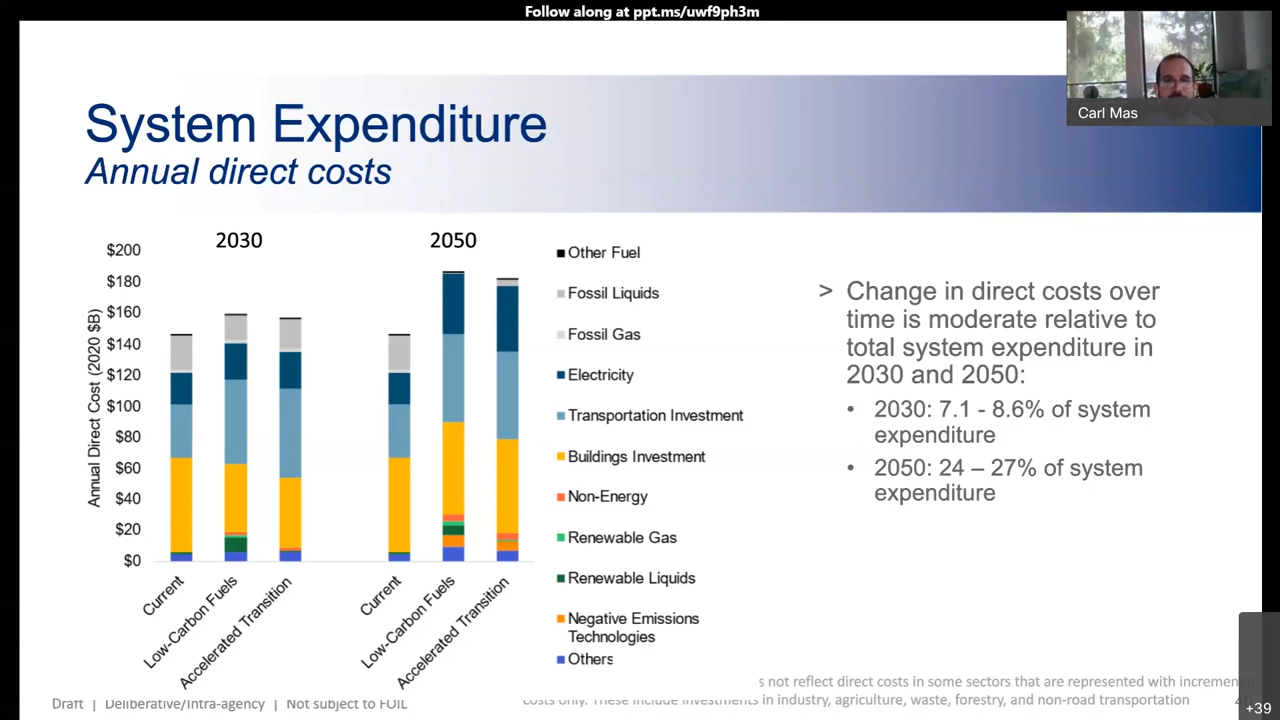 Follow along at ppt.ms/uwf9ph3m
Carl Mas
System Expenditure
Annual direct costs
2030
2050
Annual Direct Cost (2020 $B)
$200
$180
$160
$140
$120
$100
$80
$60
$40
$20
$0
Current
Low-Carbon Fuels
Accelerated Transition
Current
Low-Carbon Fuels
Accelerated Transition
Other Fuel
Fossil Liquids
Fossil Gas
Electricity
Transportation Investment
Buildings Investment
Non-Energy
Renewable Gas
Renewable Liquids
Negative Emissions
Technologies
Others
> Change in direct costs over
time is moderate relative to
total system expenditure in
2030 and 2050:
• 2030: 7.1 - 8.6% of system
expenditure
• 2050: 24 – 27% of system
expenditure
s not reflect direct costs in some sectors that are represented with incremental
costs only. These include investments in industry, agriculture, waste, forestry, and non-road transportation
Draft | Deliberative/Intra-agency | Not subject to FOIL
+39